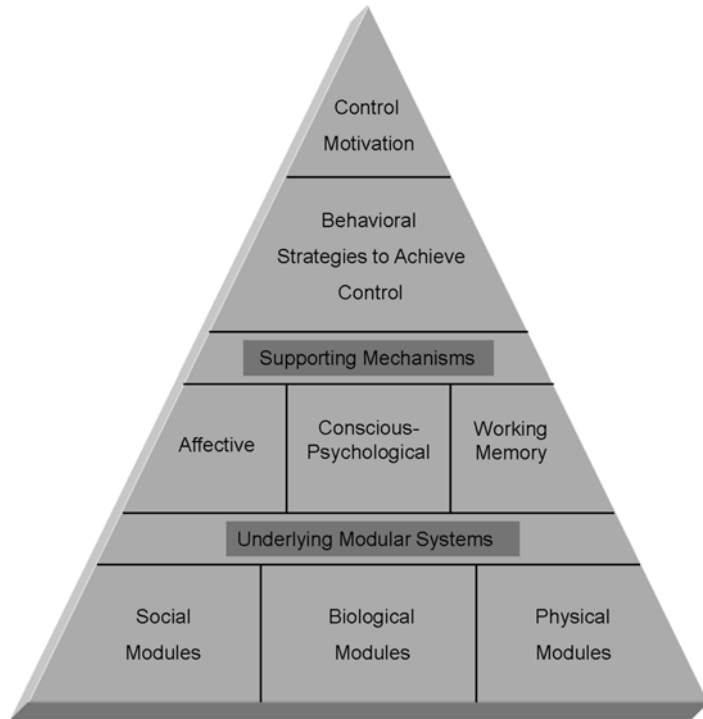 Control
Motivation
Behavioral
Strategies to Achieve
Control
Supporting Mechanisms
Affective
Conscious-
Psychological
Working
Memory
Underlying Modular Systems
Social
Modules
Biological
Modules
Physical
Modules